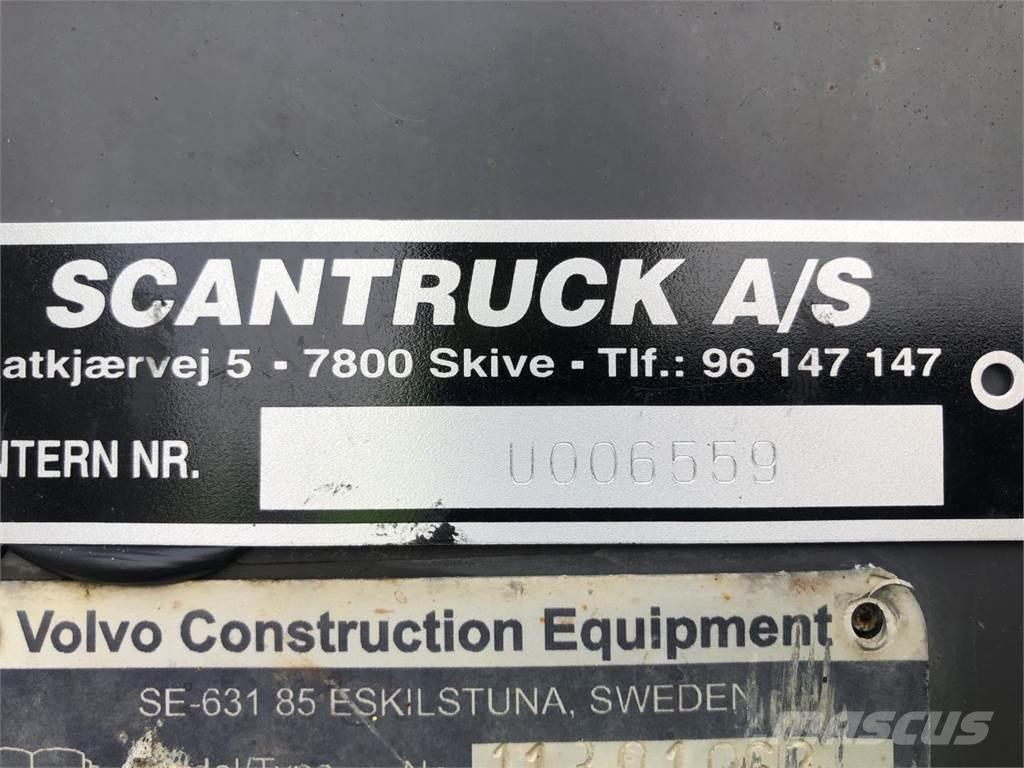 SCANTRUCK A/S
atkjærvej 5 - 7800 Skive - Tlf.: 96 147 147
NTERN NR. U006559
Volvo Construction Equipment
SE-631 85 ESKILSTUNA, SWEDEN
mascus